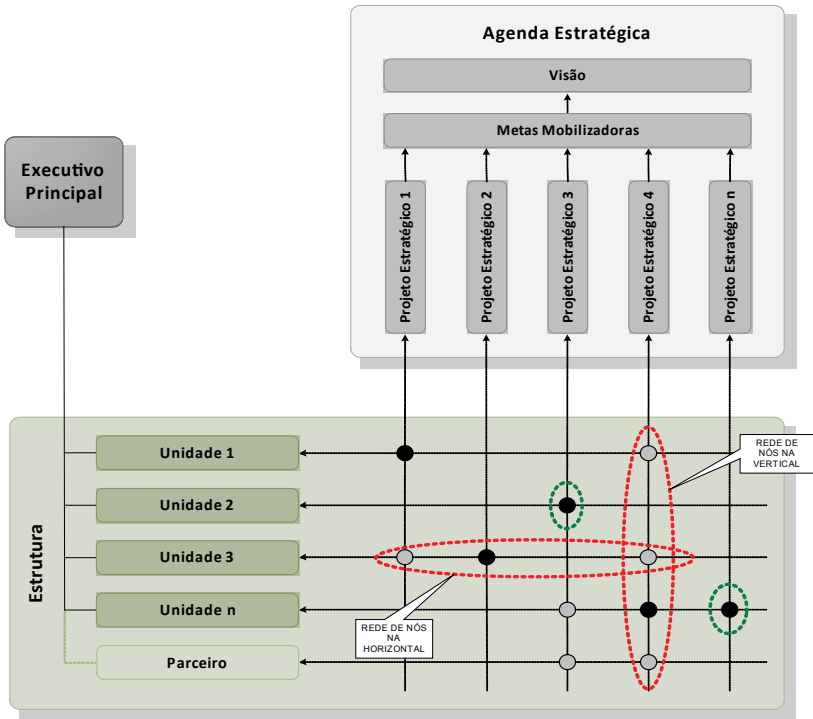 Agenda Estratégica
Visão
Metas Mobilizadoras
Executivo
Principal
Projeto Estratégico 1
Projeto Estratégico 2
Projeto Estratégico 3
Projeto Estratégico 4
Projeto Estratégico n
Estrutura
Unidade 1
Unidade 2
Unidade 3
Unidade n
Parceiro
REDE DE
NÓS NA
VERTICAL
REDE DE NÓS
NA
HORIZONTAL